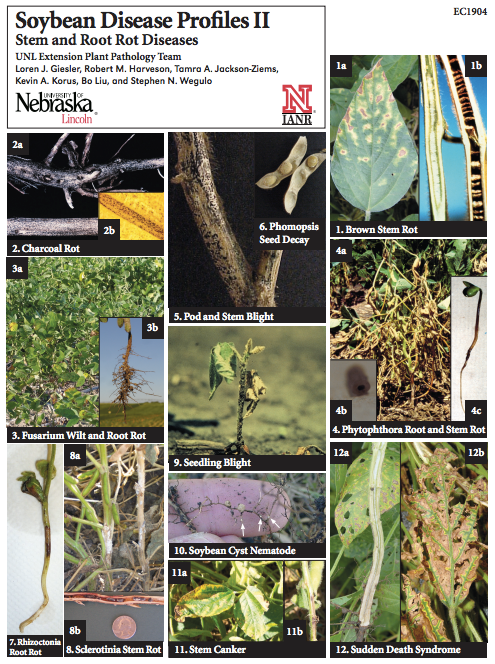 EC1904
Soybean Disease Profiles II
Stem and Root Rot Diseases
UNL Extension Plant Pathology Team
Loren J. Giesler, Robert M. Harveson, Tamra A. Jackson-Ziems,
Kevin A. Korus, Bo Liu, and Stephen N. Wegulo
UNIVERSITY OF
Nebraska
Lincoln
N
IANR
1a
1b
1. Brown Stem Rot
2a
2b
2. Charcoal Rot
6. Phomopsis
Seed Decay
5. Pod and Stem Blight
3a
3b
3. Fusarium Wilt and Root Rot
4a
4b
4c
4. Phytophthora Root and Stem Rot
9. Seedling Blight
7. Rhizoctonia
Root Rot
8a
8b
8. Sclerotinia Stem Rot
10. Soybean Cyst Nematode
11a
11b
11. Stem Canker
12a
12b
12. Sudden Death Syndrome